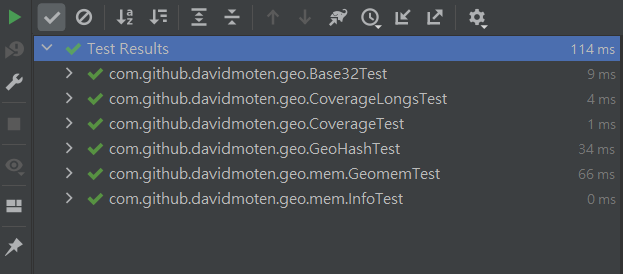 Test Results 114 ms
com.github.davidmoten.geo.Base32Test 9 ms
com.github.davidmoten.geo.CoverageLongsTest 4 ms
com.github.davidmoten.geo.CoverageTest 1 ms
com.github.davidmoten.geo.GeoHashTest 34 ms
com.github.davidmoten.geo.mem.GeomemTest 66 ms
com.github.davidmoten.geo.mem.InfoTest 0 ms